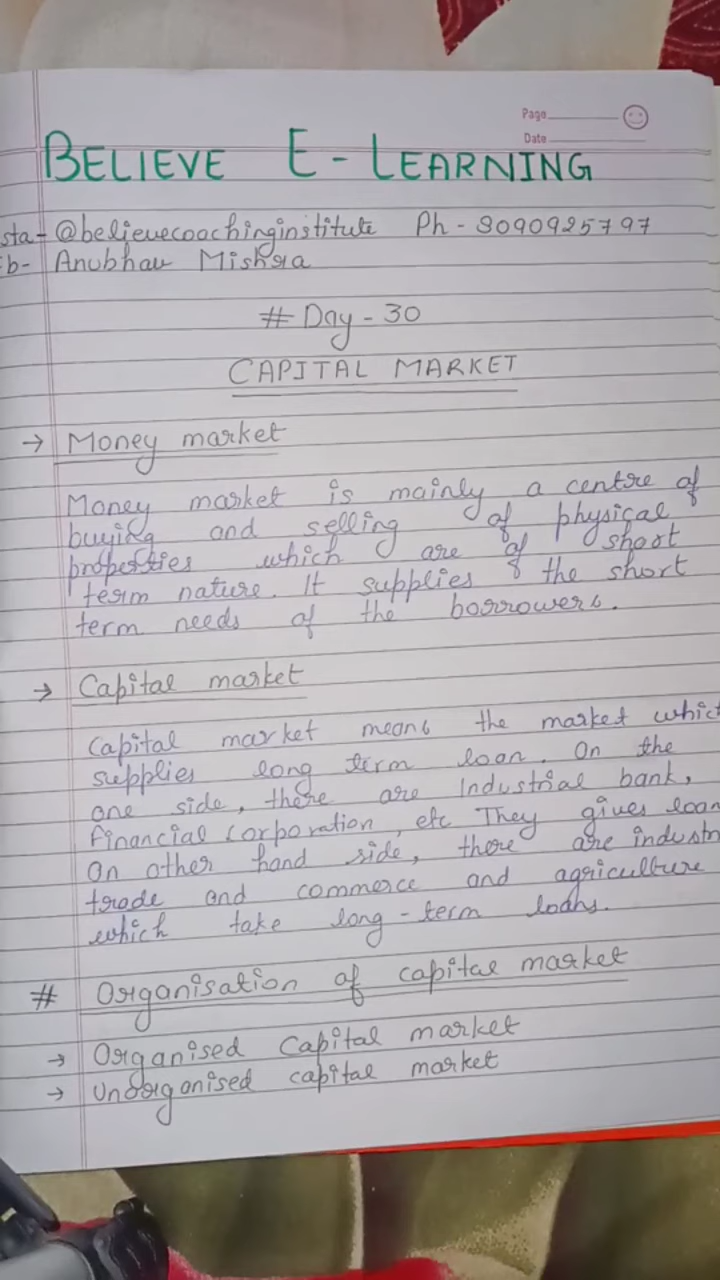 Page
Date
BELIEVE E-LEARNING
sta- @believecoachinginstitute Ph - 9090925797
b- Anubhav Mishra
# Day - 30
CAPITAL MARKET
→ Money market
Money market is mainly a centre of
buying and selling of physical
properties which are of short
term nature. It supplies the short
term needs of the borrowers.
→ Capital market
Capital market means the market which
supplies long term loan. On the
one side, there are Industrial bank,
Financial Corporation, etc They gives loan
On other hand side, there are industr
trade and commerce and agriculture
which take long-term loans.
# Organisation of capital market
→ Organised Capital market
→ Unorganised capital market